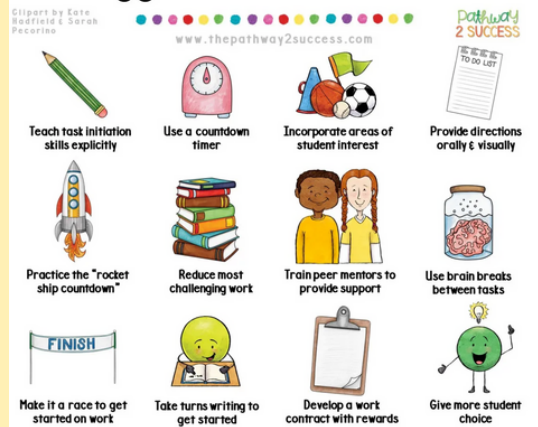 Clipart by Kate
Hadfield & Sarah
Pecorino
Pathway
2 SUCCESS
www.thepathway2success.com
TO DO LIST
Teach task initiation
skills explicitly
Use a countdown
timer
Incorporate areas of
student interest
Provide directions
orally & visually
Practice the "rocket
ship countdown"
Reduce most
challenging work
Train peer mentors to
provide support
Use brain breaks
between tasks
FINISH
Make it a race to get
started on work
Take turns writing to
get started
Develop a work
contract with rewards
Give more student
choice